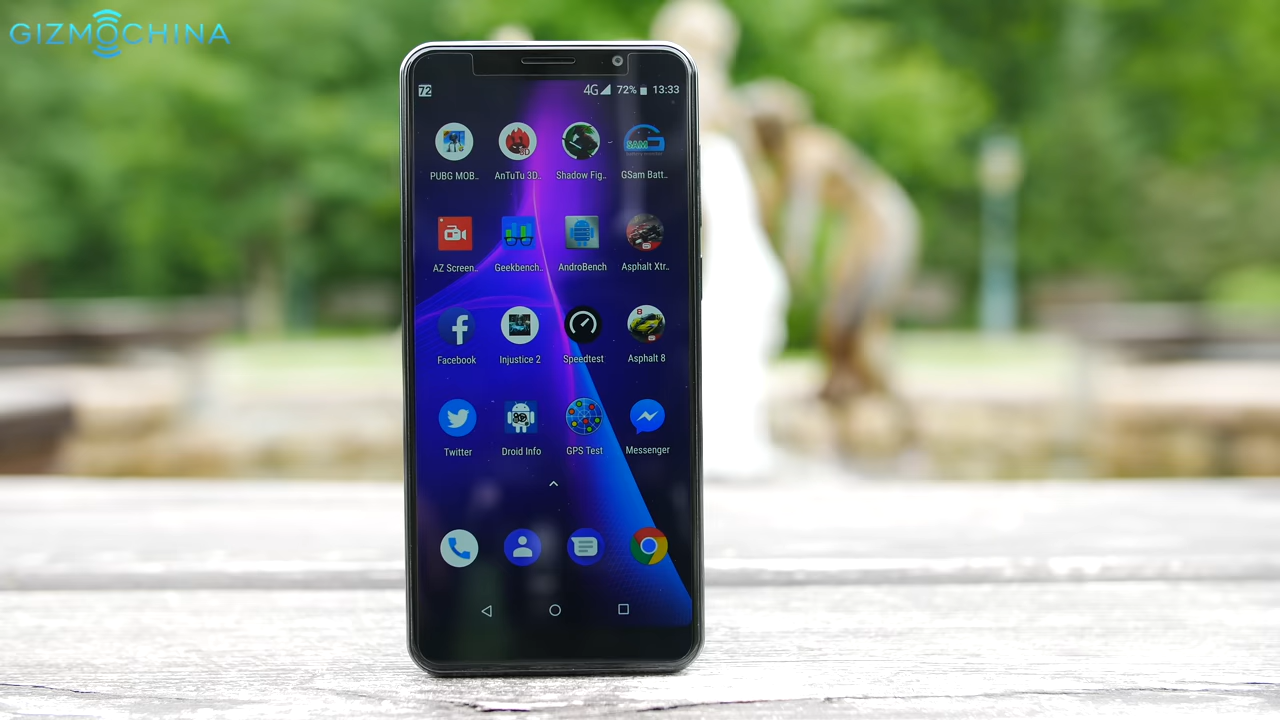 GIZMOCHINA
72 4G 72% 13:33
PUBG MOB.. AnTuTu 3D.. Shadow Fig.. GSam Batt..
AZ Screen.. Geekbench.. AndroBench Asphalt Xtr..
Facebook Injustice 2 Speedtest Asphalt 8
Twitter Droid Info GPS Test Messenger